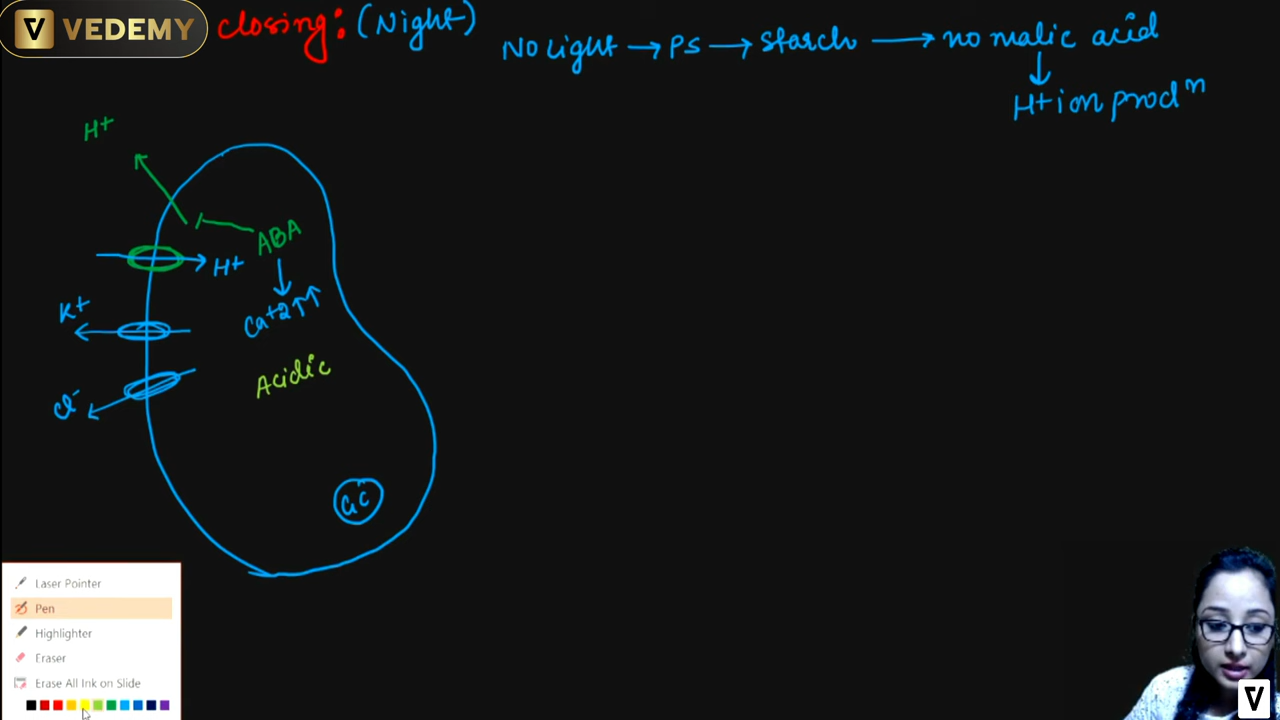 V VEDEMY
closing: (Night)
No light → PS → starch → no malic acid
↓
H+ ion prodⁿ
H+
ABA
H+
↓
K+
Ca+2↑↑
Acidic
Cl-
GC
Laser Pointer
Pen
Highlighter
Eraser
Erase All Ink on Slide
V